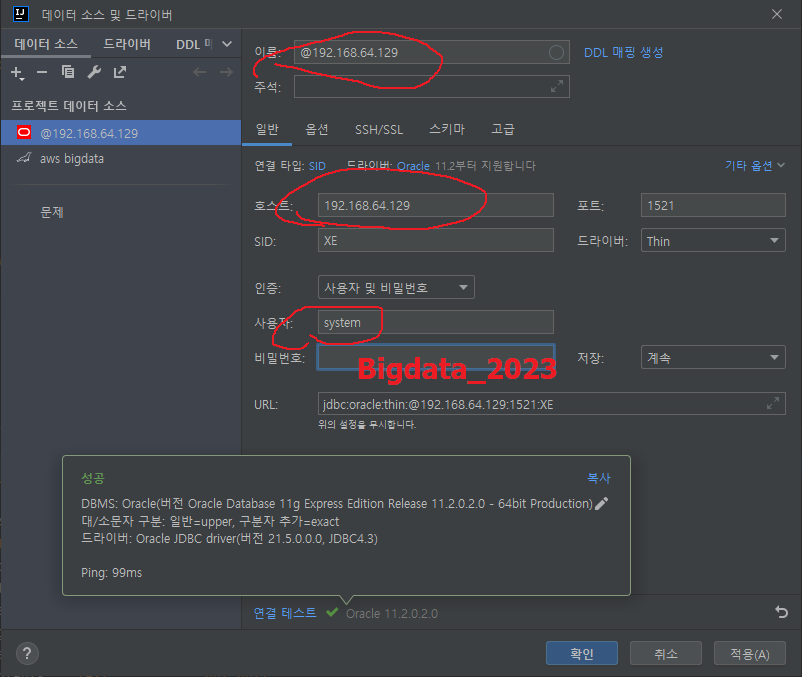 데이터 소스 및 드라이버
데이터 소스 드라이버 DDL
이름: @192.168.64.129 DDL 매핑 생성
주석:
프로젝트 데이터 소스
@192.168.64.129
aws bigdata
문제
일반 옵션 SSH/SSL 스키마 고급
연결 타입: SID 드라이버: Oracle 11.2부터 지원합니다 기타 옵션
호스트: 192.168.64.129 포트: 1521
SID: XE 드라이버: Thin
인증: 사용자 및 비밀번호
사용자: system
비밀번호: Bigdata_2023 저장: 계속
URL: jdbc:oracle:thin:@192.168.64.129:1521:XE
위의 설정을 무시합니다.
성공 복사
DBMS: Oracle(버전 Oracle Database 11g Express Edition Release 11.2.0.2.0 - 64bit Production)
대/소문자 구분: 일반=upper, 구분자 추가=exact
드라이버: Oracle JDBC driver(버전 21.5.0.0.0, JDBC4.3)
Ping: 99ms
연결 테스트 Oracle 11.2.0.2.0
? 확인 취소 적용(A)